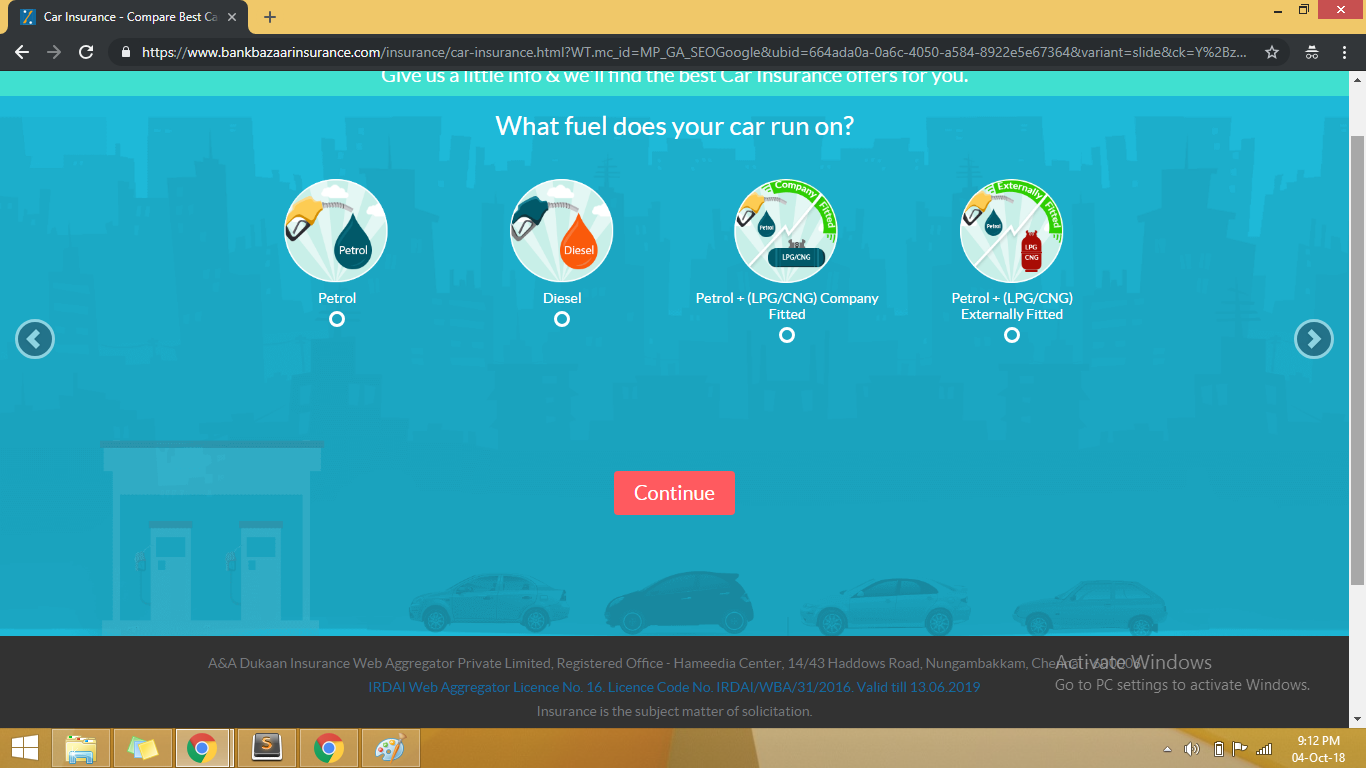 Car Insurance - Compare Best Ca
https://www.bankbazaarinsurance.com/insurance/car-insurance.html?WT.mc_id=MP_GA_SEOGoogle&ubid=664ada0a-0a6c-4050-a584-8922e5e67364&variant=slide&ck=Y%2Bz...
Give us a little info & we'll find the best Car Insurance offers for you.
What fuel does your car run on?
Petrol
Diesel
Company Fitted
Petrol
LPG/CNG
Externally Fitted
Petrol
LPG
CNG
Petrol
Diesel
Petrol + (LPG/CNG) Company
Fitted
Petrol + (LPG/CNG)
Externally Fitted
Continue
A&A Dukaan Insurance Web Aggregator Private Limited, Registered Office - Hameedia Center, 14/43 Haddows Road, Nungambakkam, Chennai
IRDAI Web Aggregator Licence No. 16. Licence Code No. IRDAI/WBA/31/2016. Valid till 13.06.2019
Insurance is the subject matter of solicitation.
Activate Windows
Go to PC settings to activate Windows.
9:12 PM
04-Oct-18